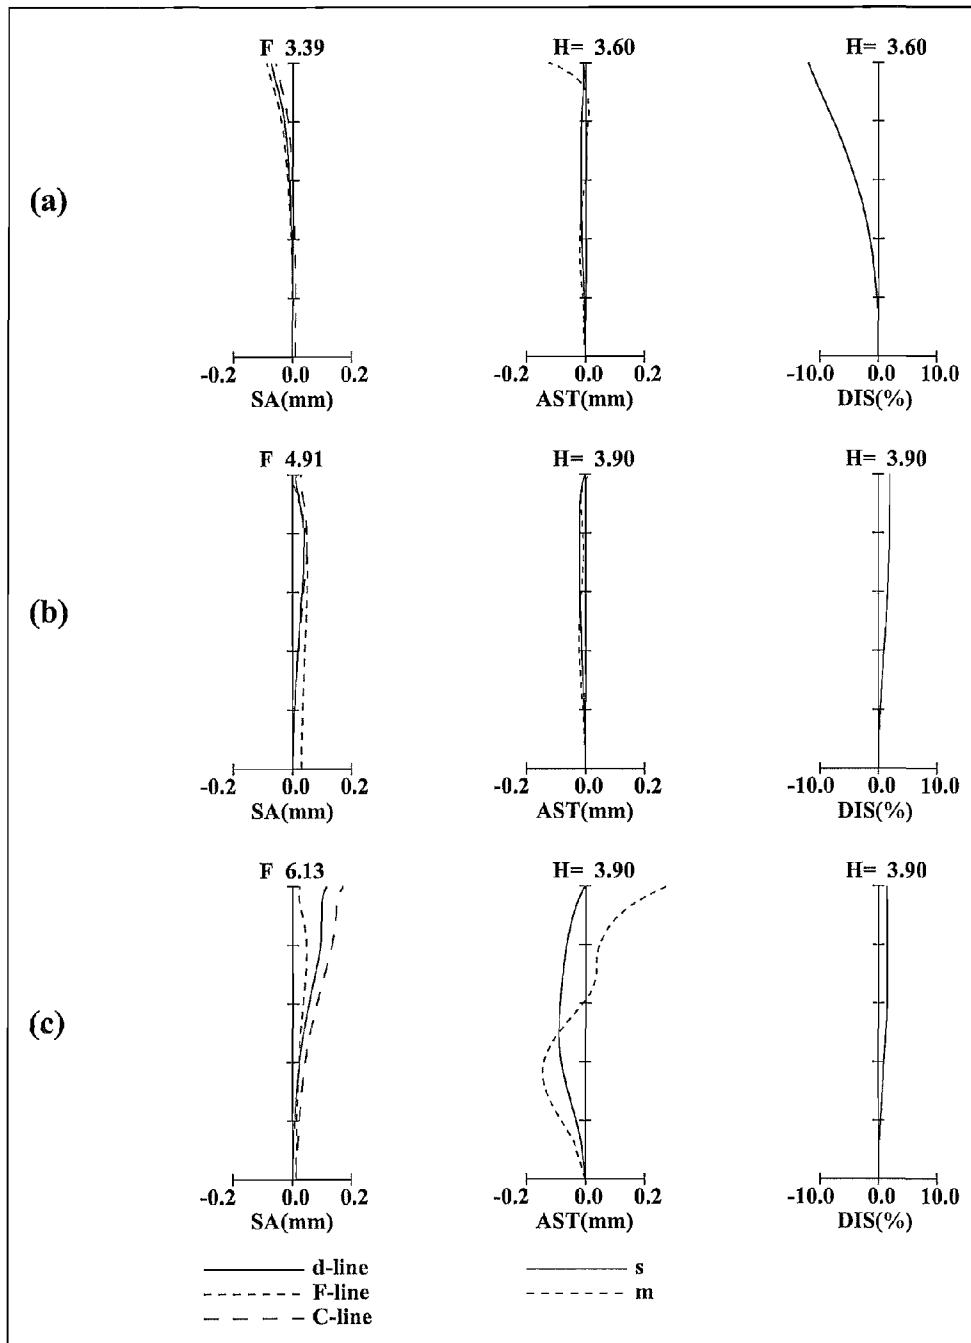 F 3.39 H= 3.60 H= 3.60
(a)
-0.2 0.0 0.2 -0.2 0.0 0.2 -10.0 0.0 10.0
SA(mm) AST(mm) DIS(%)
F 4.91 H= 3.90 H= 3.90
(b)
-0.2 0.0 0.2 -0.2 0.0 0.2 -10.0 0.0 10.0
SA(mm) AST(mm) DIS(%)
F 6.13 H= 3.90 H= 3.90
(c)
-0.2 0.0 0.2 -0.2 0.0 0.2 -10.0 0.0 10.0
SA(mm) AST(mm) DIS(%)
d-line s
F-line m
C-line